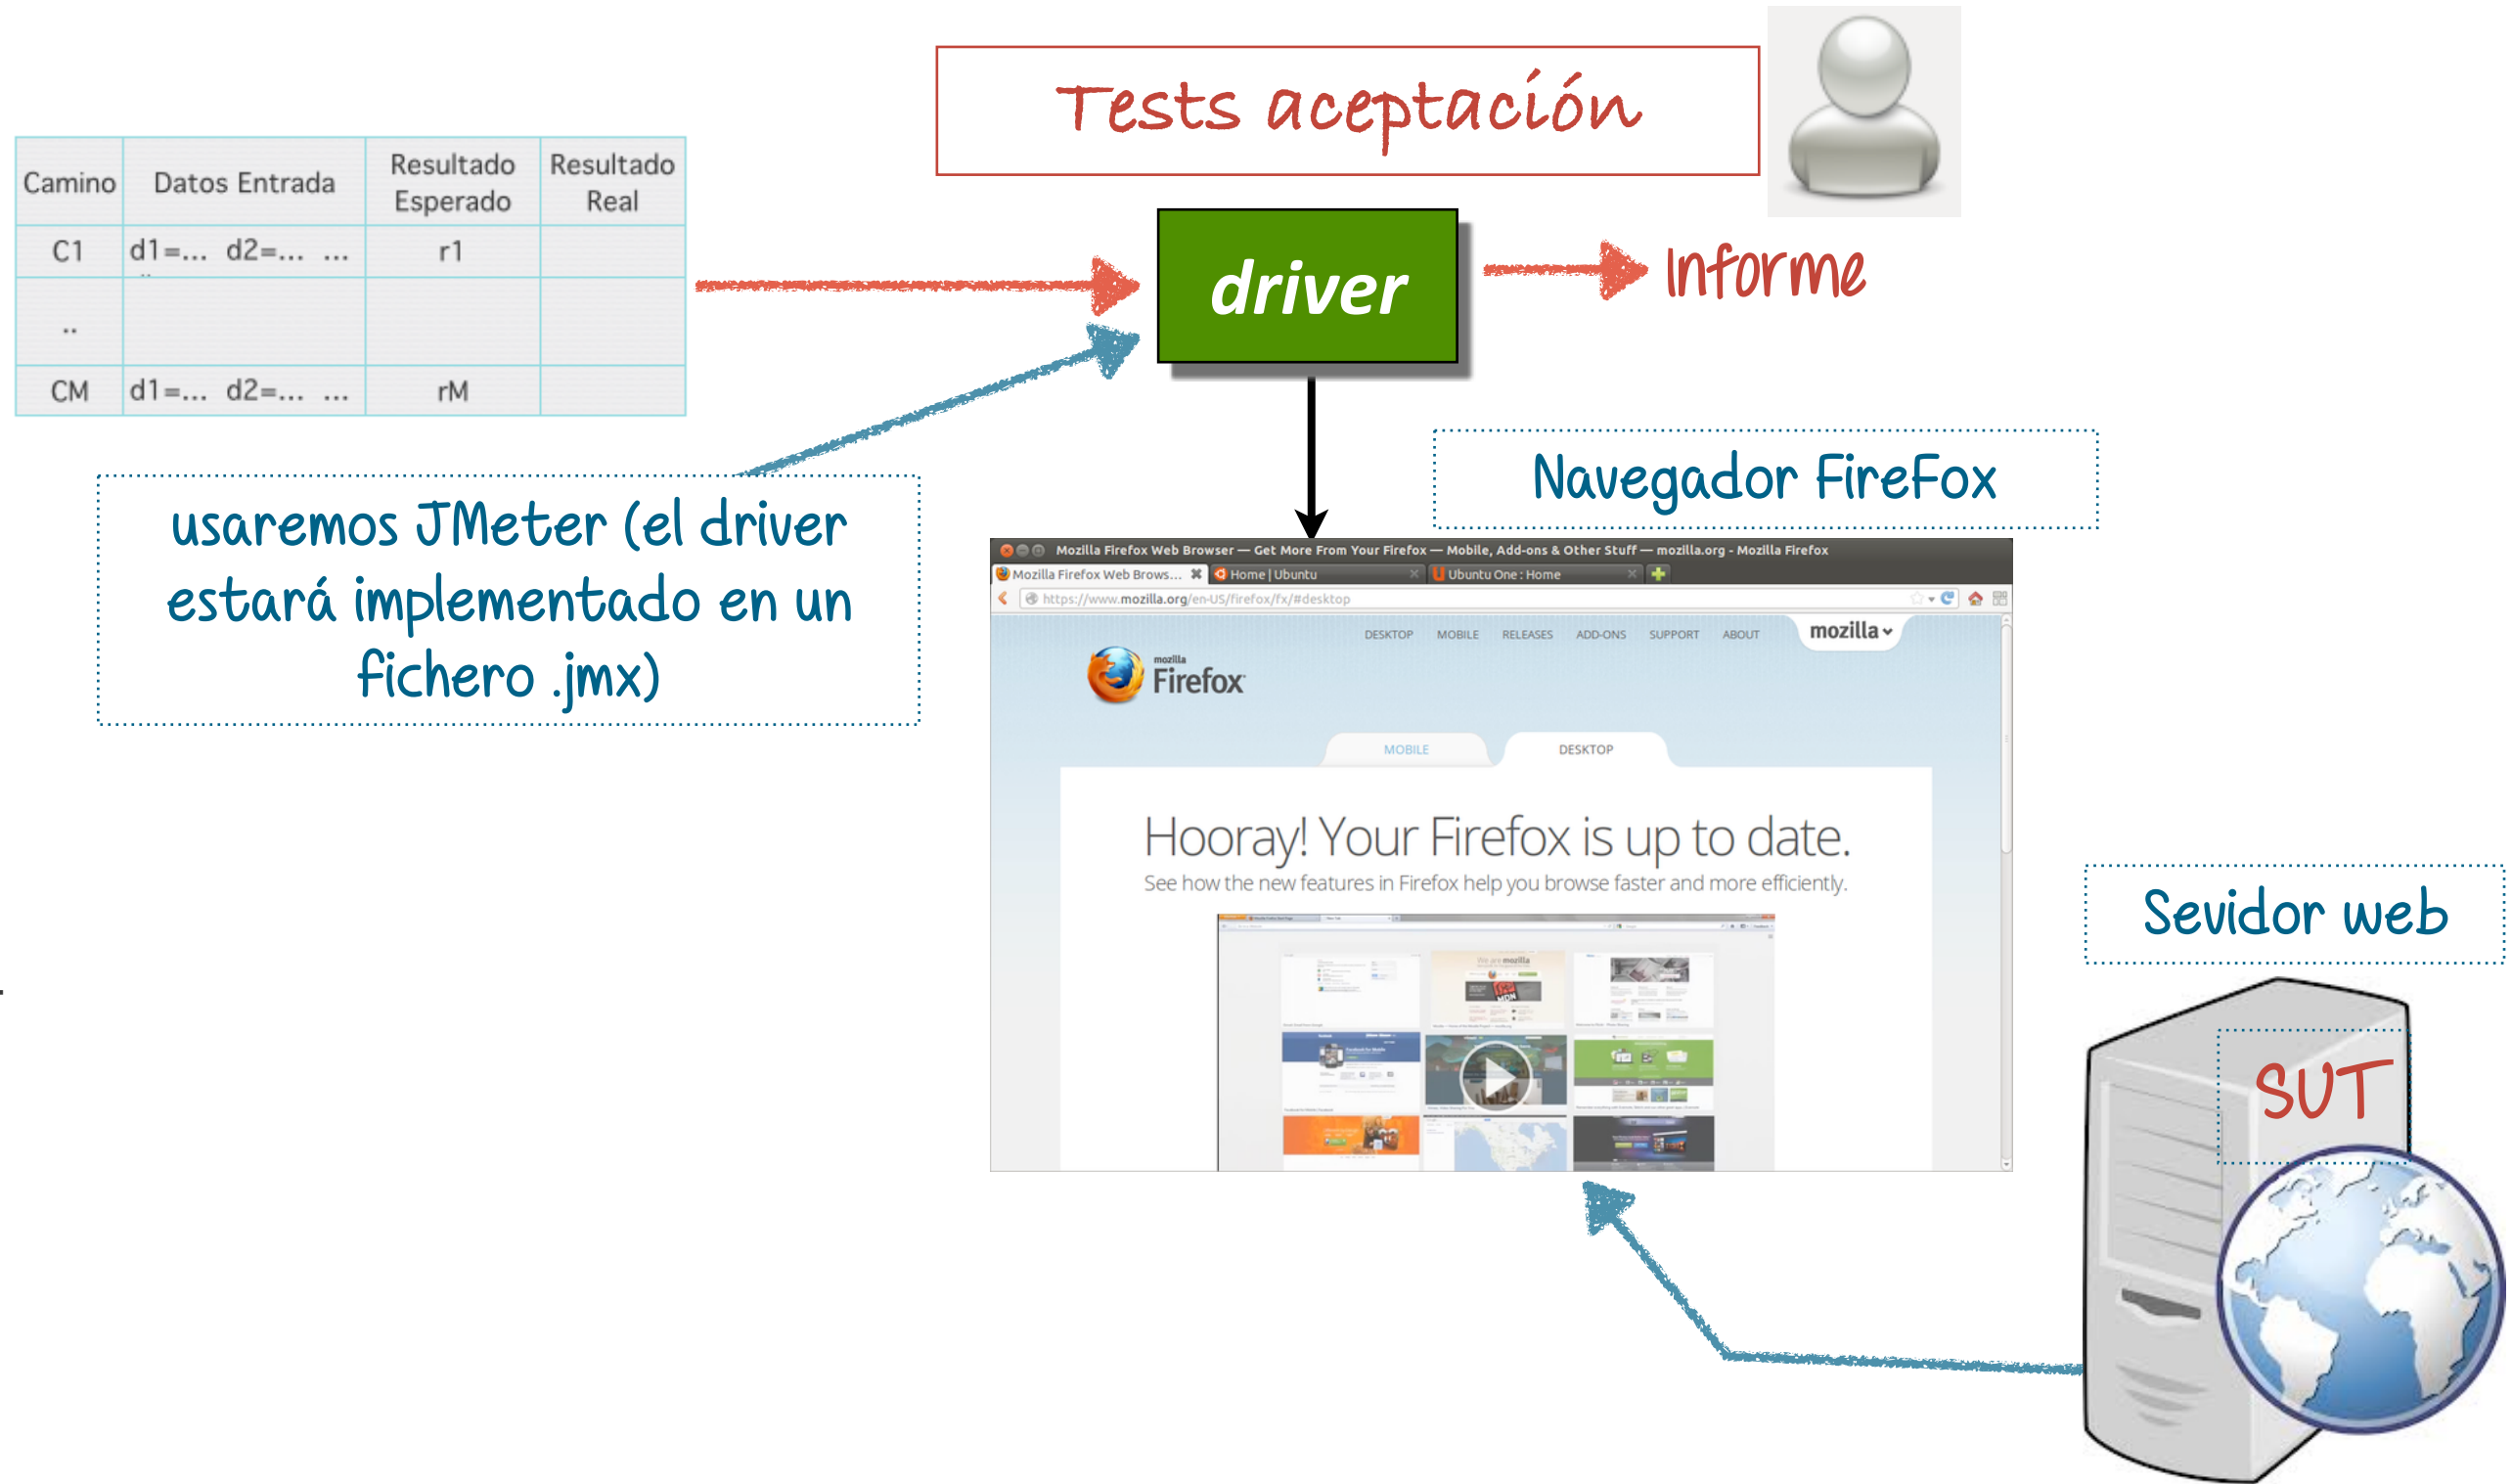 Tests aceptación
Camino Datos Entrada Resultado Esperado Resultado Real
C1 d1=... d2=... ... r1
..
CM d1=... d2=... ... rM
driver
Informe
usaremos JMeter (el driver
estará implementado en un
fichero .jmx)
Navegador FireFox
Mozilla Firefox Web Browser — Get More From Your Firefox — Mobile, Add-ons & Other Stuff — mozilla.org - Mozilla Firefox
Mozilla Firefox Web Brows... Home | Ubuntu Ubuntu One : Home
https://www.mozilla.org/en-US/firefox/fx/#desktop
DESKTOP MOBILE RELEASES ADD-ONS SUPPORT ABOUT mozilla
mozilla
Firefox
MOBILE DESKTOP
Hooray! Your Firefox is up to date.
See how the new features in Firefox help you browse faster and more efficiently.
We are mozilla
Sevidor web
SUT